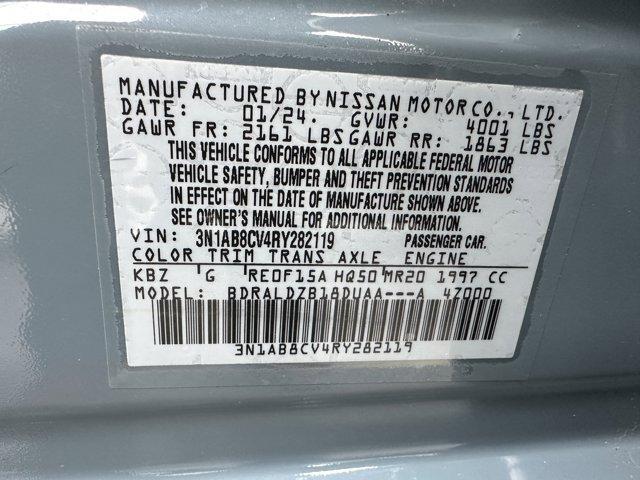 MANUFACTURED BY NISSAN MOTOR CO., LTD.
DATE: 01/24 GVWR: 4001 LBS
GAWR FR: 2161 LBS GAWR RR: 1863 LBS
THIS VEHICLE CONFORMS TO ALL APPLICABLE FEDERAL MOTOR
VEHICLE SAFETY, BUMPER AND THEFT PREVENTION STANDARDS
IN EFFECT ON THE DATE OF MANUFACTURE SHOWN ABOVE.
SEE OWNER'S MANUAL FOR ADDITIONAL INFORMATION.
VIN: 3N1AB8CV4RY282119 PASSENGER CAR.
COLOR TRIM TRANS AXLE ENGINE
KBZ G RE0F15A HQ50 MR20 1997 CC
MODEL: BDRALDZB18DUAA---A 4Z000
3N1AB8CV4RY282119